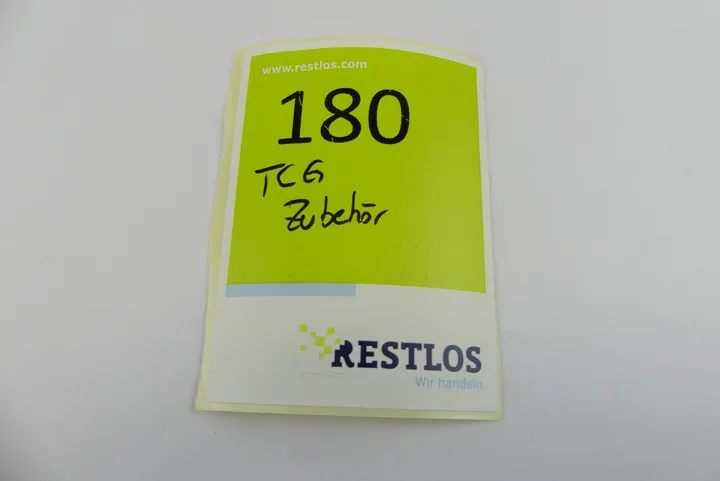 www.restlos.com
180
TCG
Zubehör
RESTLOS
Wir handeln.